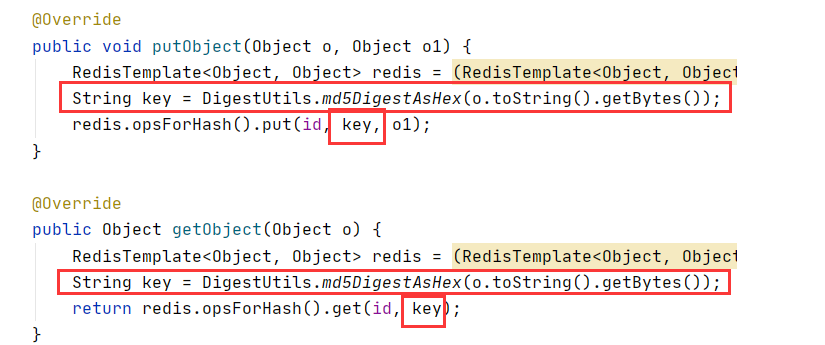 @Override
public void putObject(Object o, Object o1) {
RedisTemplate<Object, Object> redis = (RedisTemplate<Object, Object
String key = DigestUtils.md5DigestAsHex(o.toString().getBytes());
redis.opsForHash().put(id, key, o1);
}
@Override
public Object getObject(Object o) {
RedisTemplate<Object, Object> redis = (RedisTemplate<Object, Object
String key = DigestUtils.md5DigestAsHex(o.toString().getBytes());
return redis.opsForHash().get(id, key);
}